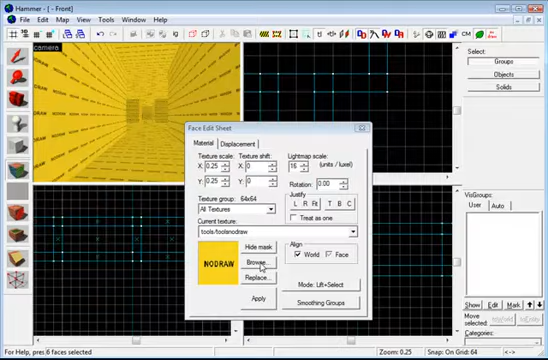 Hammer - [ - Front]
File Edit Map View Tools Window Help
camera
Select:
Groups
Objects
Solids
Face Edit Sheet
Material Displacement
Texture scale: Texture shift: Lightmap scale:
X: 0.25 X: 0 16 (units / luxel)
Y: 0.25 Y: 0 Rotation: 0.00
Texture group: 64x64 Justify
All Textures L R Fit T B C
Treat as one
Current texture:
tools/toolsnodraw
NODRAW
Hide mask
Browse...
Replace...
Apply
Align
World Face
Mode: Lift+Select
Smoothing Groups
VisGroups:
User Auto
Show Edit Mark
Move selected: toWorld toEntity
Categories:
For Help, pres 6 faces selected Zoom: 0.25 Snap: On Grid: 64 <->